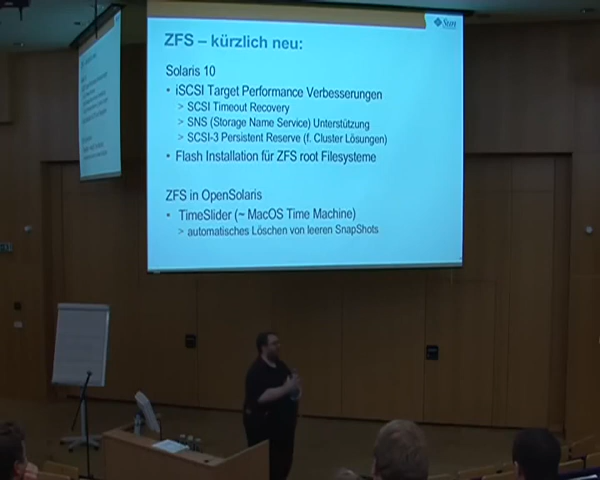 Sun
ZFS – kürzlich neu:
Solaris 10
• iSCSI Target Performance Verbesserungen
> SCSI Timeout Recovery
> SNS (Storage Name Service) Unterstützung
> SCSI-3 Persistent Reserve (f. Cluster Lösungen)
• Flash Installation für ZFS root Filesysteme
ZFS in OpenSolaris
• TimeSlider (~ MacOS Time Machine)
> automatisches Löschen von leeren SnapShots